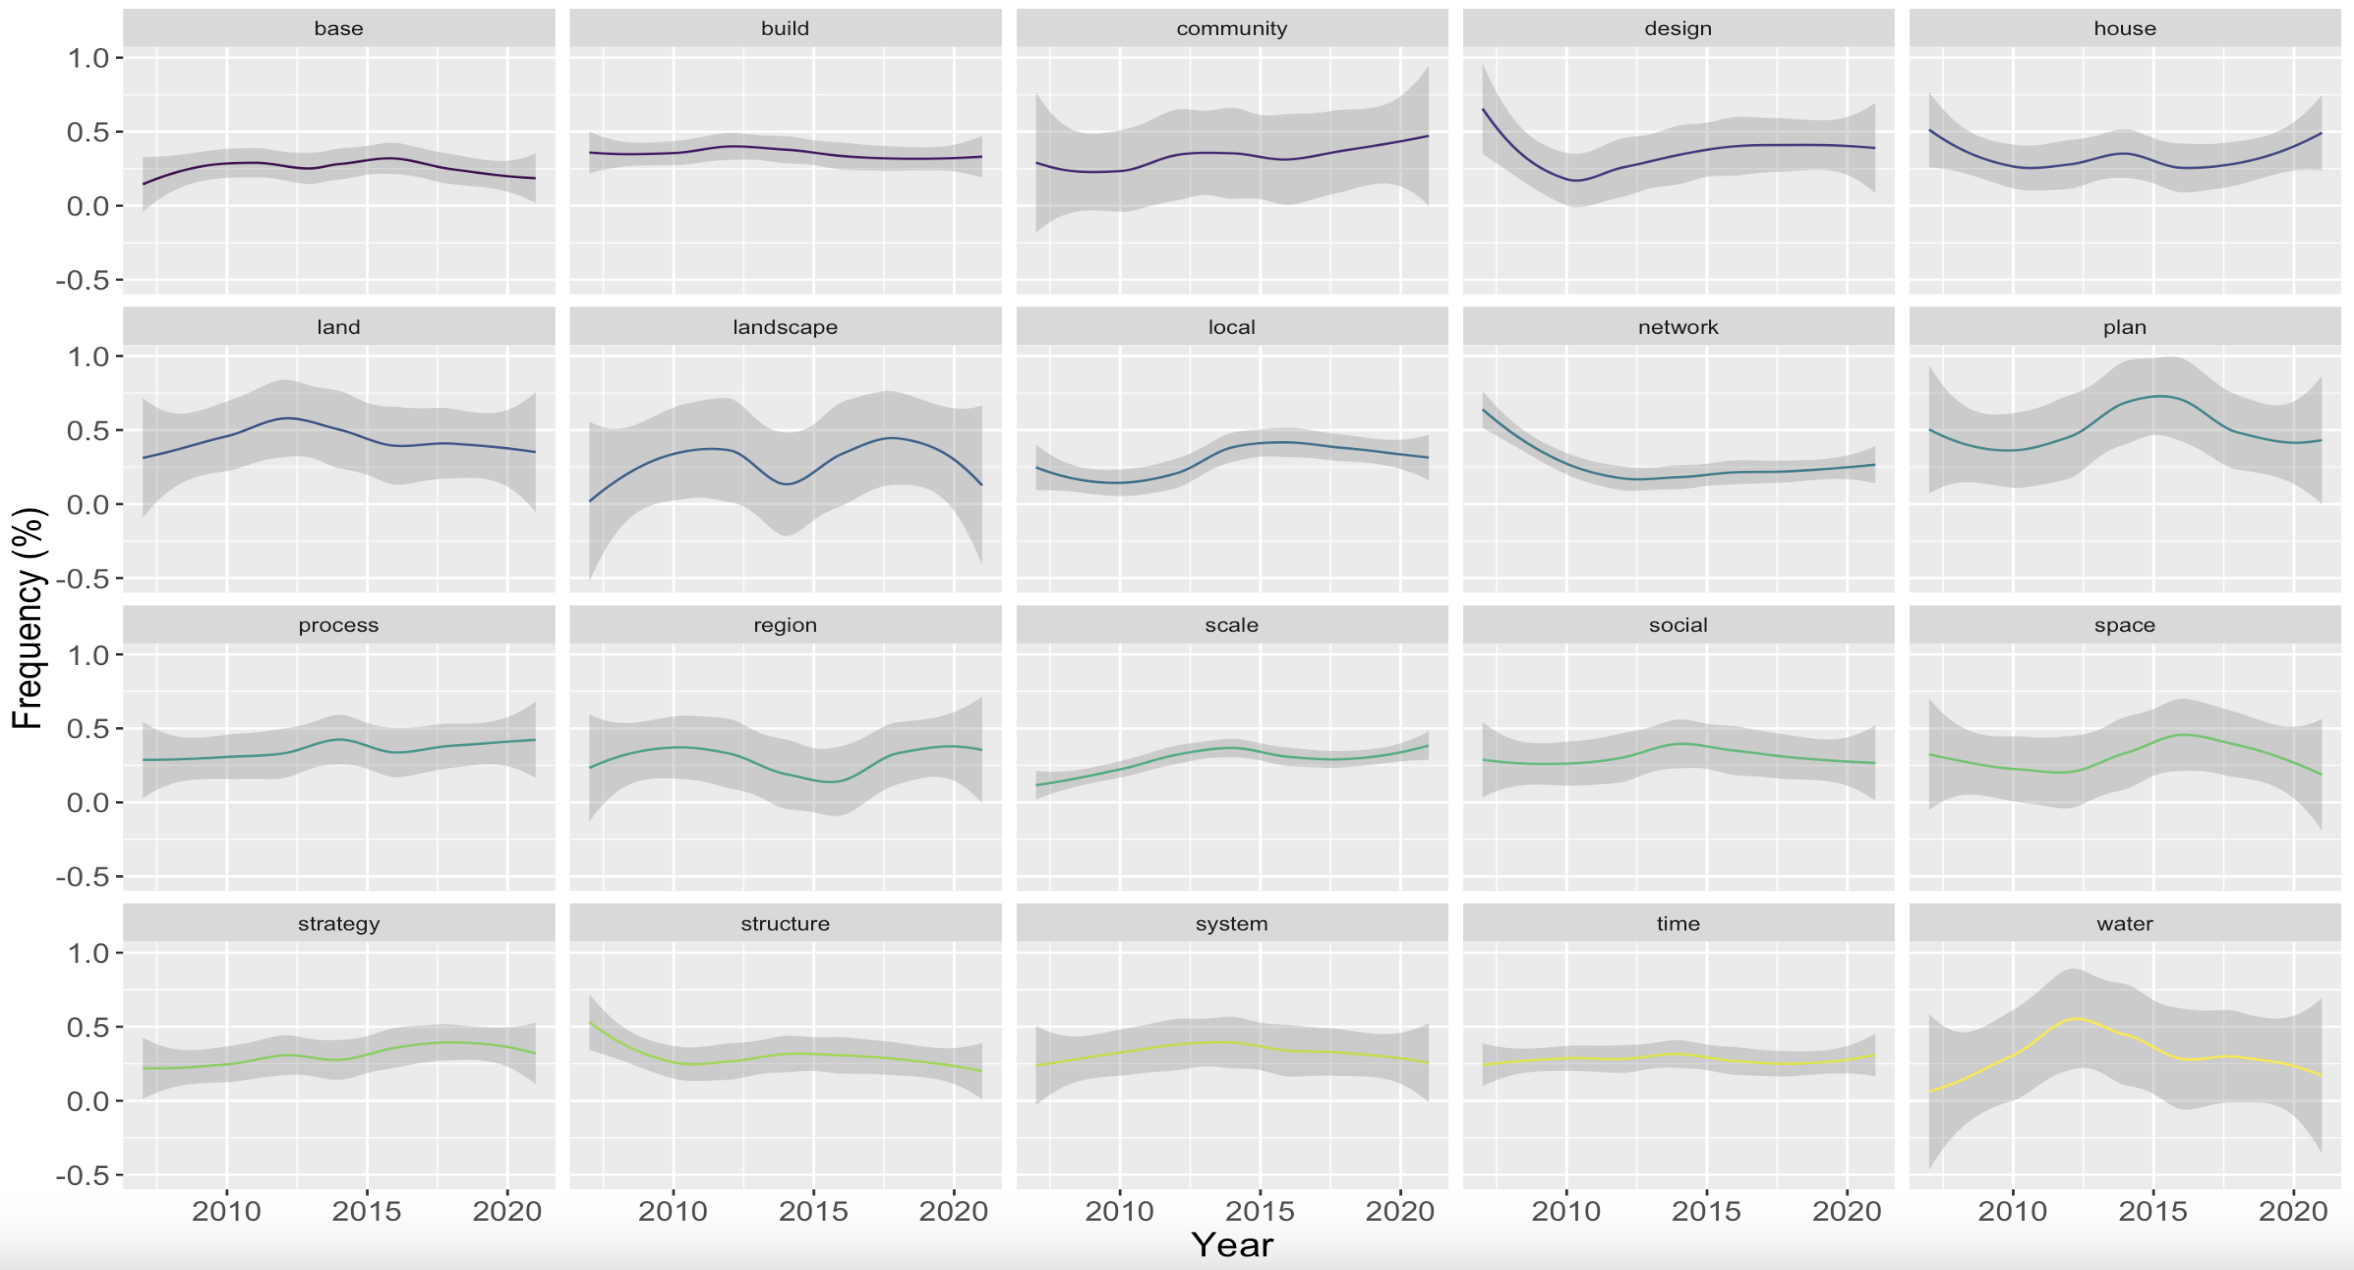 base build community design house
1.0
0.5
0.0
-0.5
land landscape local network plan
1.0
0.5
0.0
-0.5
process region scale social space
1.0
0.5
0.0
-0.5
strategy structure system time water
1.0
0.5
0.0
-0.5
2010 2015 2020 2010 2015 2020 2010 2015 2020 2010 2015 2020 2010 2015 2020
Year
Frequency (%)